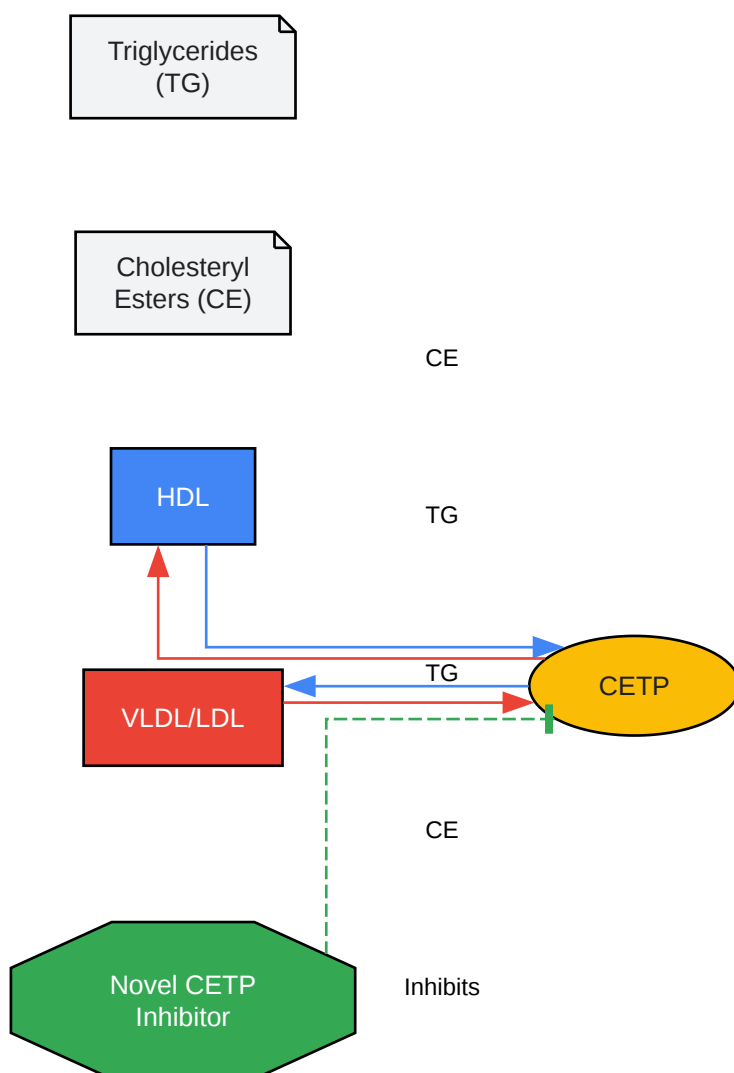 Triglycerides
(TG)
Cholesteryl
Esters (CE)
CE
HDL
TG
TG
CETP
VLDL/LDL
CE
Novel CETP
Inhibitor
Inhibits